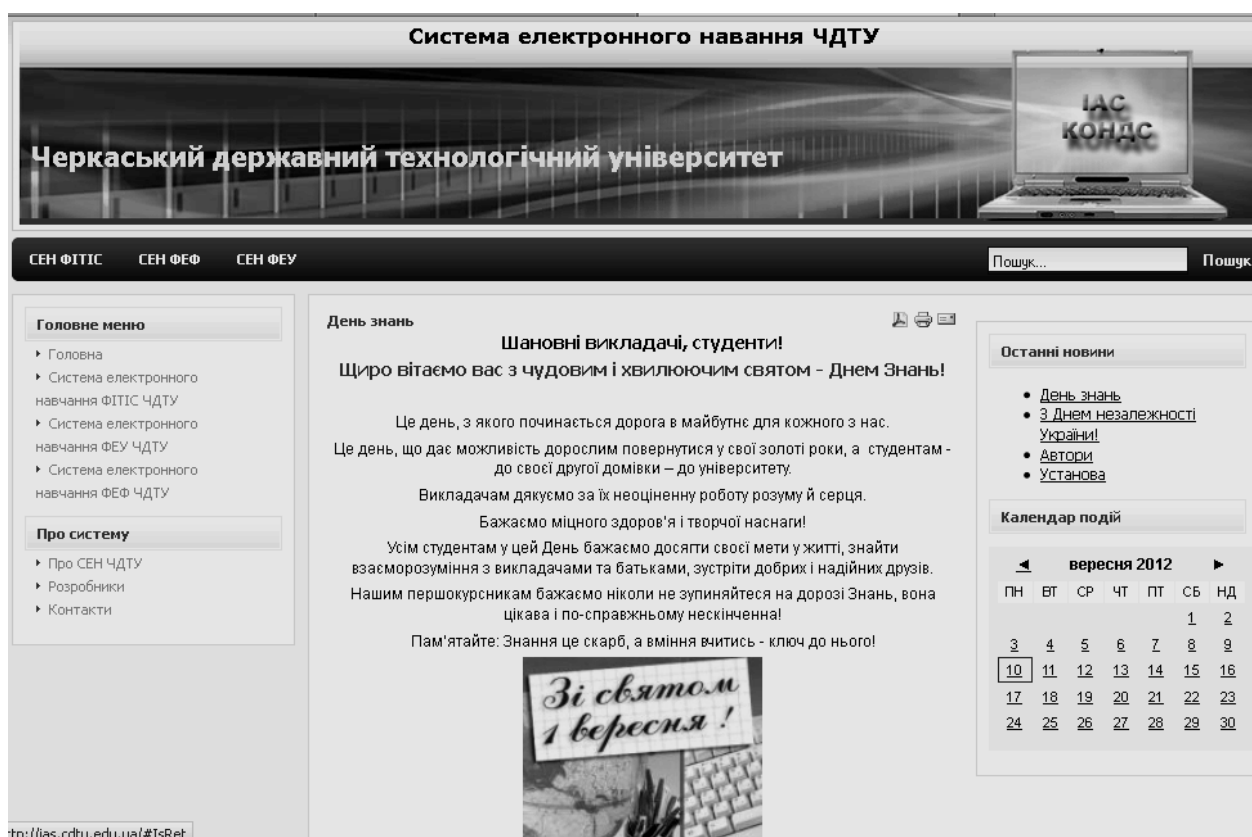 Система електронного навання ЧДТУ
ІАС
КОНДС
Черкаський державний технологічний університет
СЕН ФІТІС СЕН ФЕФ СЕН ФЕУ Пошук... Пошук
Головне меню
Головна
Система електронного
навчання ФІТІС ЧДТУ
Система електронного
навчання ФЕУ ЧДТУ
Система електронного
навчання ФЕФ ЧДТУ
Про систему
Про СЕН ЧДТУ
Розробники
Контакти
День знань
Шановні викладачі, студенти!
Щиро вітаємо вас з чудовим і хвилюючим святом - Днем Знань!
Це день, з якого починається дорога в майбутнє для кожного з нас.
Це день, що дає можливість дорослим повернутися у свої золоті роки, а студентам -
до своєї другої домівки – до університету.
Викладачам дякуємо за їх неоціненну роботу розуму й серця.
Бажаємо міцного здоров'я і творчої наснаги!
Усім студентам у цей День бажаємо досягти своєї мети у житті, знайти
взаєморозуміння з викладачами та батьками, зустріти добрих і надійних друзів.
Нашим першокурсникам бажаємо ніколи не зупиняйтеся на дорозі Знань, вона
цікава і по-справжньому нескінченна!
Пам'ятайте: Знання це скарб, а вміння вчитись - ключ до нього!
Зі святом
1 вересня !
Останні новини
День знань
З Днем незалежності
України!
Автори
Установа
Календар подій
◄ вересня 2012 ►
ПН ВТ СР ЧТ ПТ СБ НД
1 2
3 4 5 6 7 8 9
10 11 12 13 14 15 16
17 18 19 20 21 22 23
24 25 26 27 28 29 30
ttp://ias.cdtu.edu.ua/#IsRet